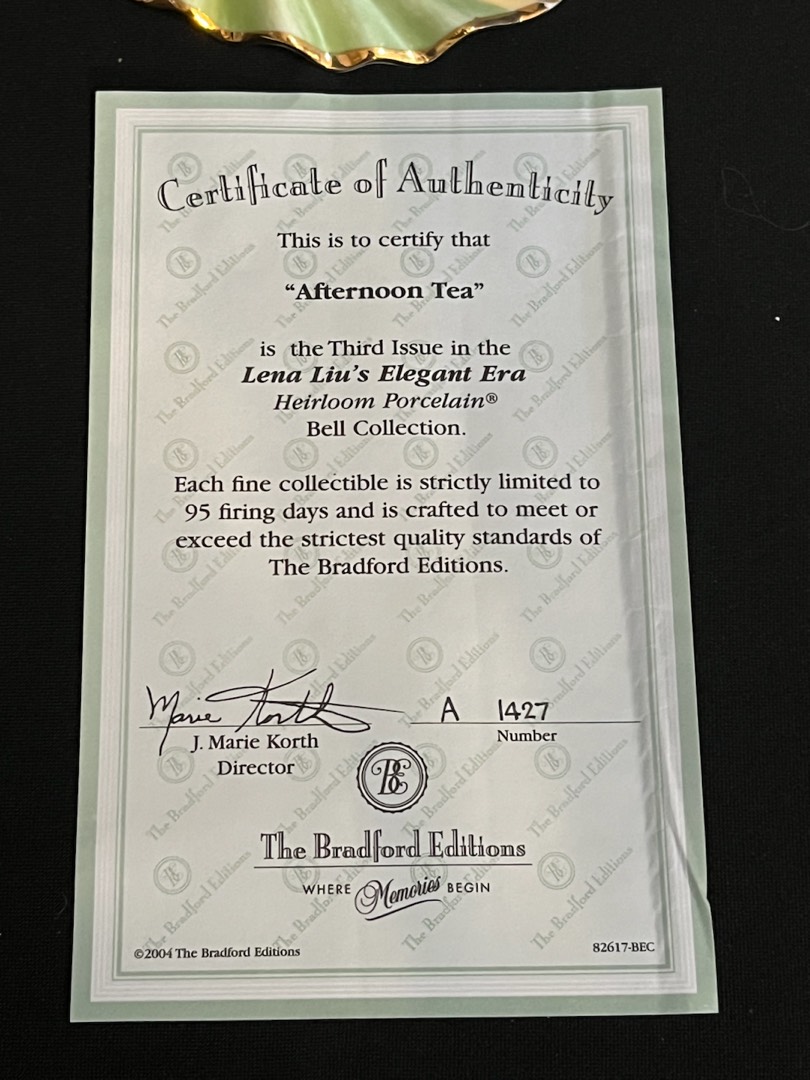 Certificate of Authenticity
This is to certify that
“Afternoon Tea”
is the Third Issue in the
Lena Liu’s Elegant Era
Heirloom Porcelain®
Bell Collection.
Each fine collectible is strictly limited to
95 firing days and is crafted to meet or
exceed the strictest quality standards of
The Bradford Editions.
Marie Korth A 1427
J. Marie Korth Number
Director
BE
The Bradford Editions
WHERE Memories BEGIN
©2004 The Bradford Editions 82617-BEC